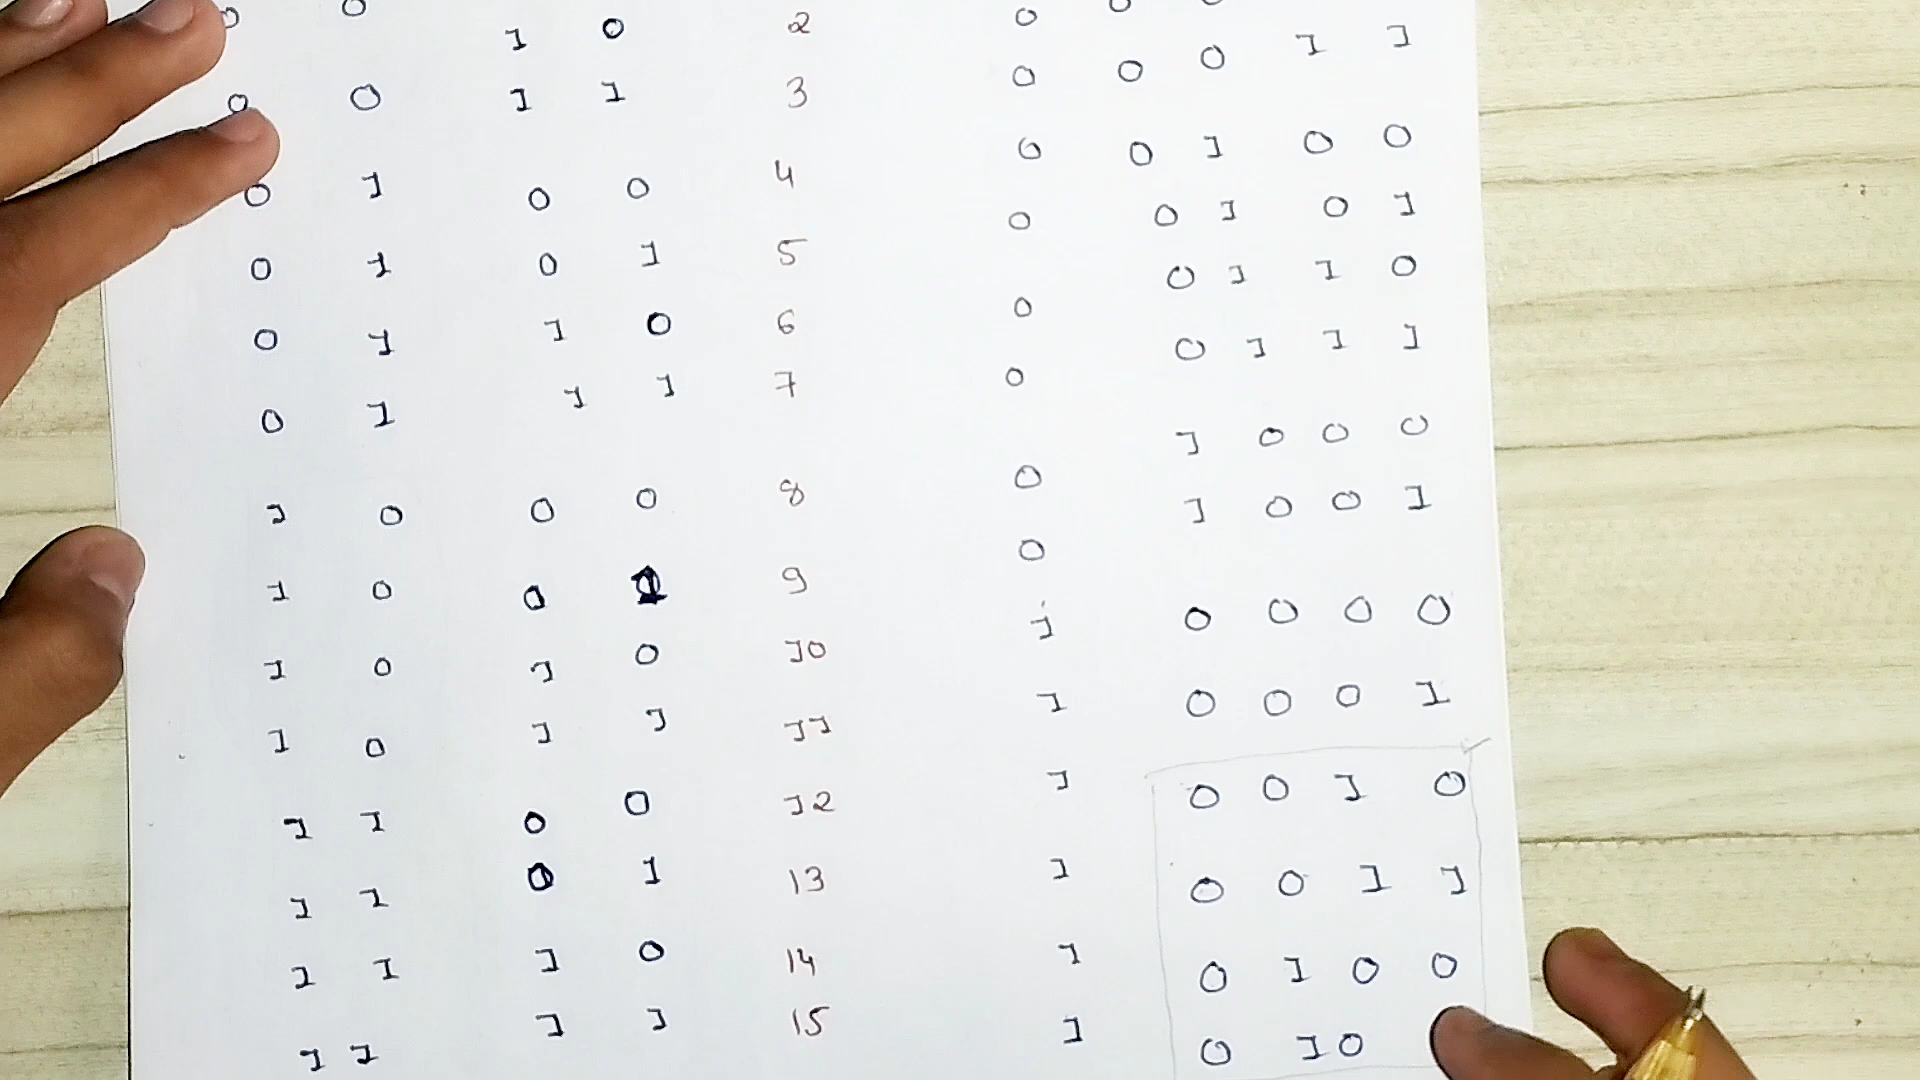 0 0 1 0 2 0 0 0
0 0 1 1 3 0 0 0 1 1
0 1 0 0 4 0 0 1 0 0
0 1 0 1 5 0 0 1 0 1
0 1 1 0 6 0 0 1 1 0
0 1 1 1 7 0 0 1 1 1
1 0 0 0 8 0 1 0 0 0
1 0 0 1 9 0 1 0 0 1
1 0 1 0 10 1 0 0 0 0
1 0 1 1 11 1 0 0 0 1
1 1 0 0 12 1 0 0 1 0
1 1 0 1 13 1 0 0 1 1
1 1 1 0 14 1 0 1 0 0
1 1 1 1 15 1 0 1 0